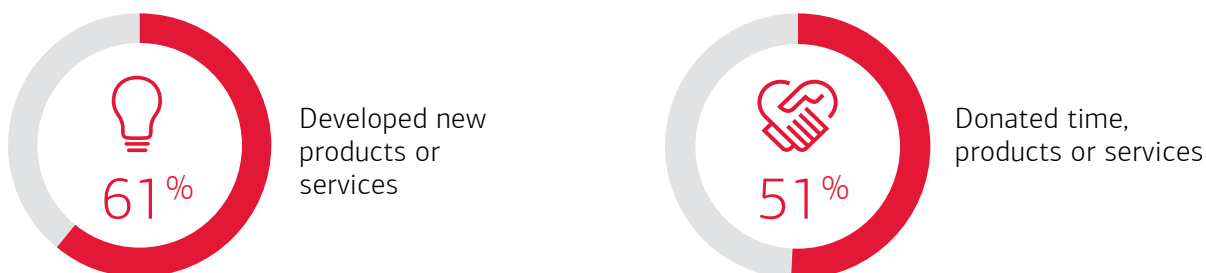 61%
Developed new
products or
services
51%
Donated time,
products or services